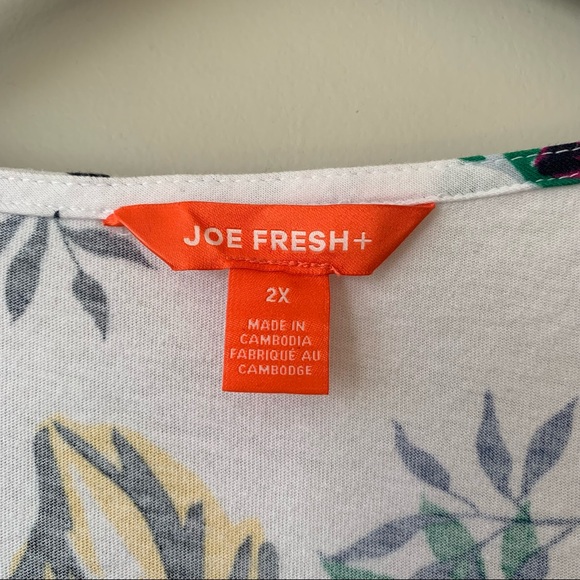 JOE FRESH+
2X
MADE IN
CAMBODIA
FABRIQUÉ AU
CAMBODGE